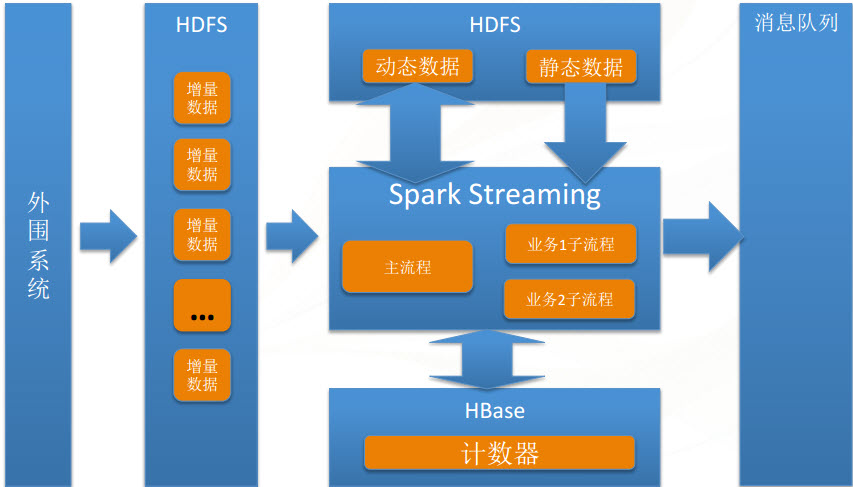 外
围
系
统
HDFS
增量
数据
增量
数据
增量
数据
...
增量
数据
HDFS
动态数据
静态数据
Spark Streaming
主流程
业务1子流程
业务2子流程
HBase
计数器
消息队列